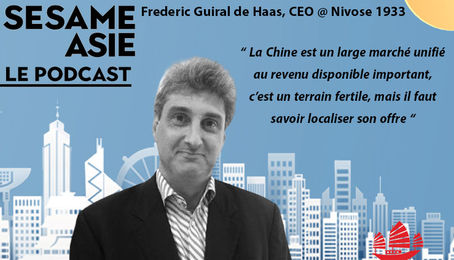 SESAME
ASIE
LE PODCAST
Frederic Guiral de Haas, CEO @ Nivose 1933
“ La Chine est un large marché unifié
au revenu disponible important,
c’est un terrain fertile, mais il faut
savoir localiser son offre “